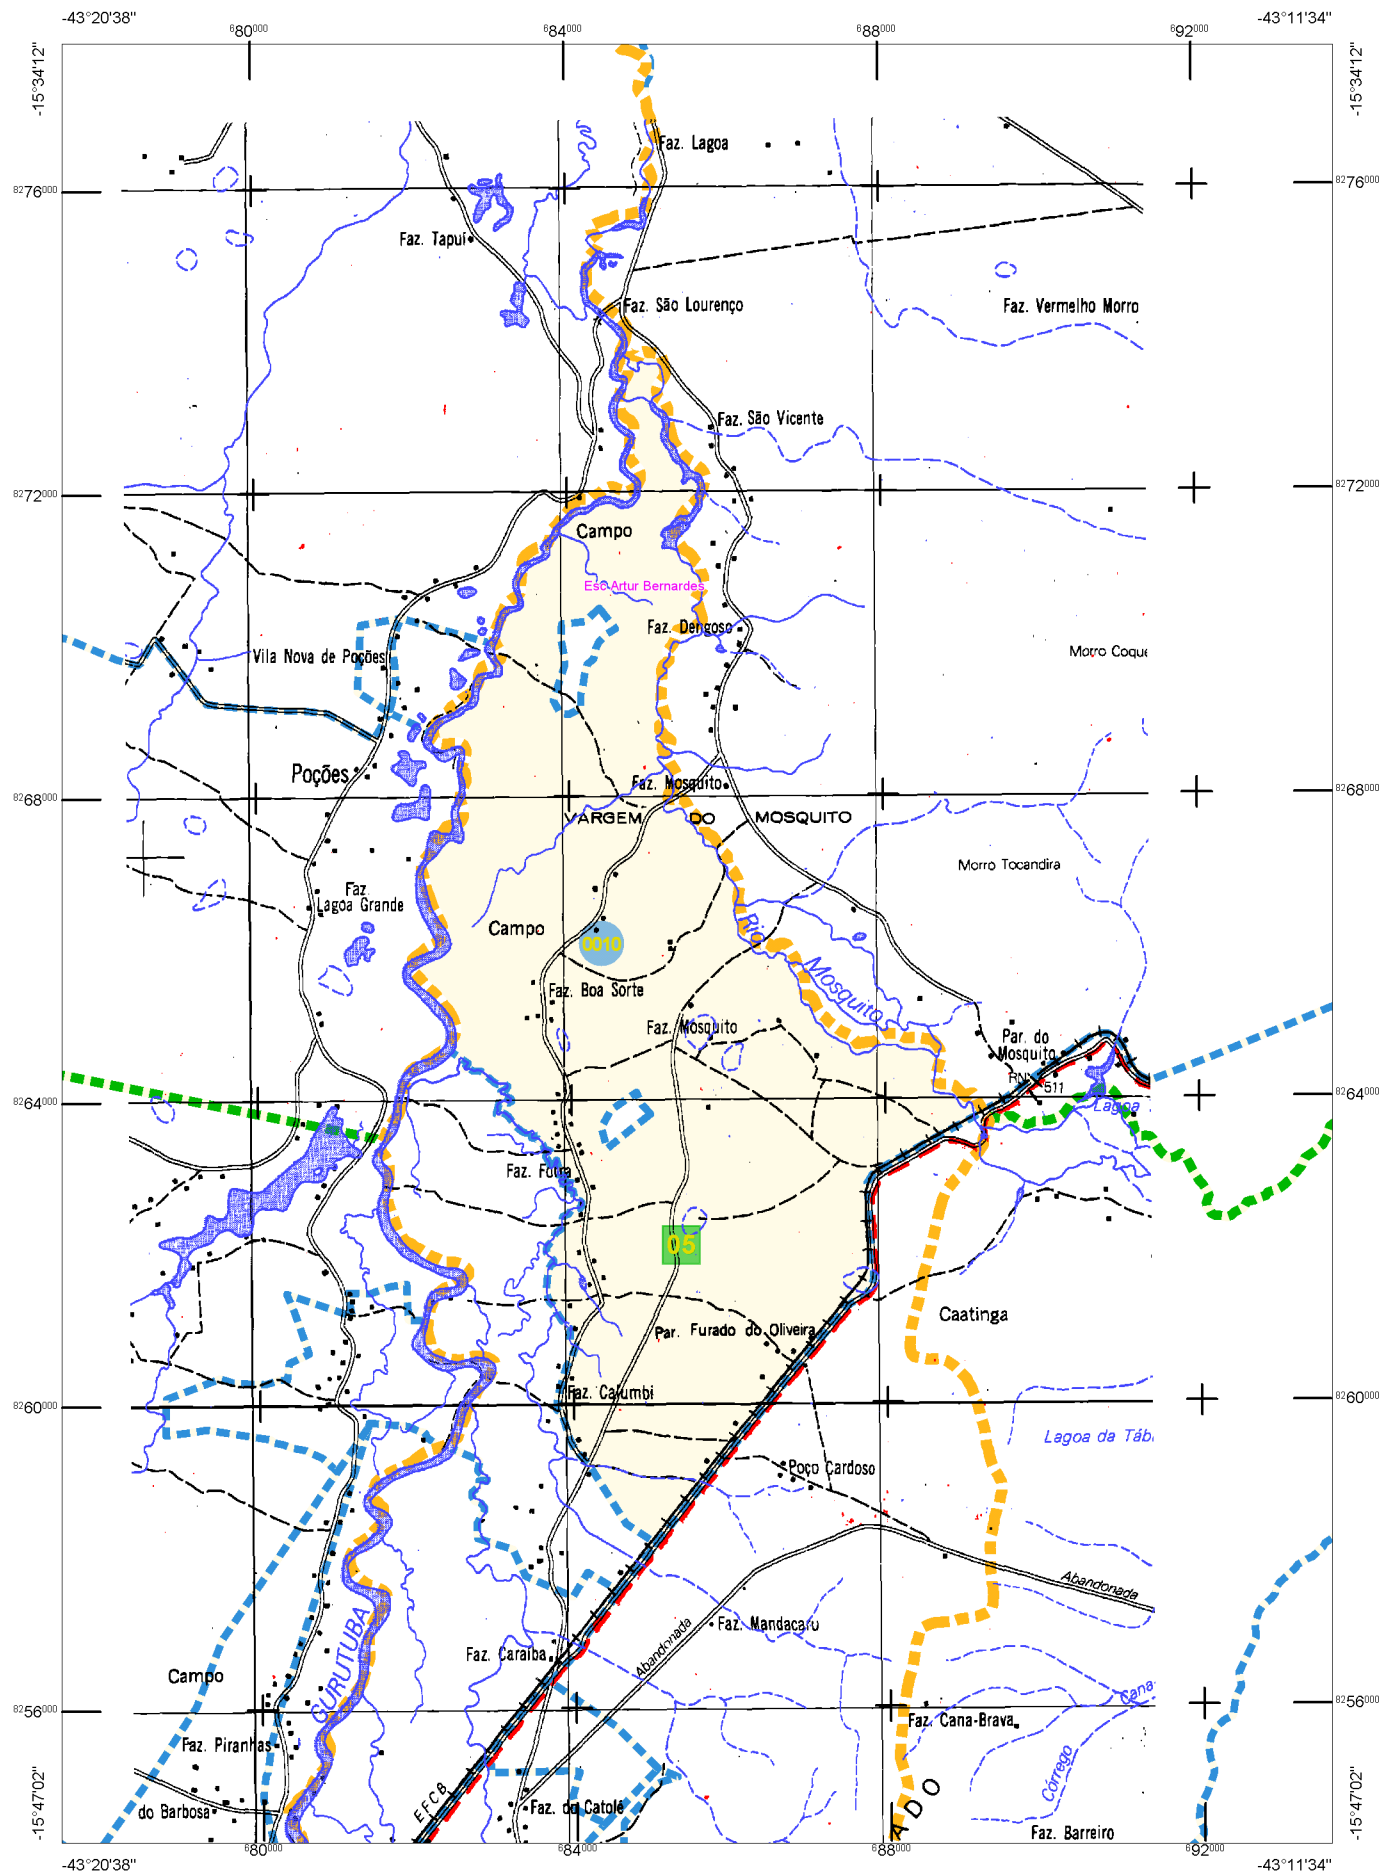 -43°20'38"
-43°11'34"
680000
684000
688000
692000
-15°34'12"
-15°34'12"
Faz. Lagoa
8276000
8276000
Faz. Tapuí
Faz. São Lourenço
Faz. Vermelho Morro
Faz. São Vicente
8272000
8272000
Campo
Esc Artur Bernardes
Faz. Dengoso
Vila Nova de Poções
Morro Coque
Poções
Faz. Mosquito
8268000
8268000
VARGEM DO MOSQUITO
Morro Tocandira
Faz.
Lagoa Grande
Campo
Rio Mosquito
0010
Faz. Boa Sorte
Faz. Mosquito
Par. do
Mosquito
RN
511
8264000
8264000
Lagoa
Faz. Futra
05
Caatinga
Par. Furado do Oliveira
Faz. Calumbi
8260000
8260000
Lagoa da Táb
Poço Cardoso
Abandonada
GURUTUBA
Faz. Mandacaru
Faz. Caraíba
Abandonada
Campo
Cana-
8256000
8256000
Faz. Cana-Brava
Faz. Piranhas
Córrego
-15°47'02"
-15°47'02"
EFCB
ADO
do Barbosa
Faz. do Catolé
Faz. Barreiro
680000
684000
688000
692000
-43°20'38"
-43°11'34"